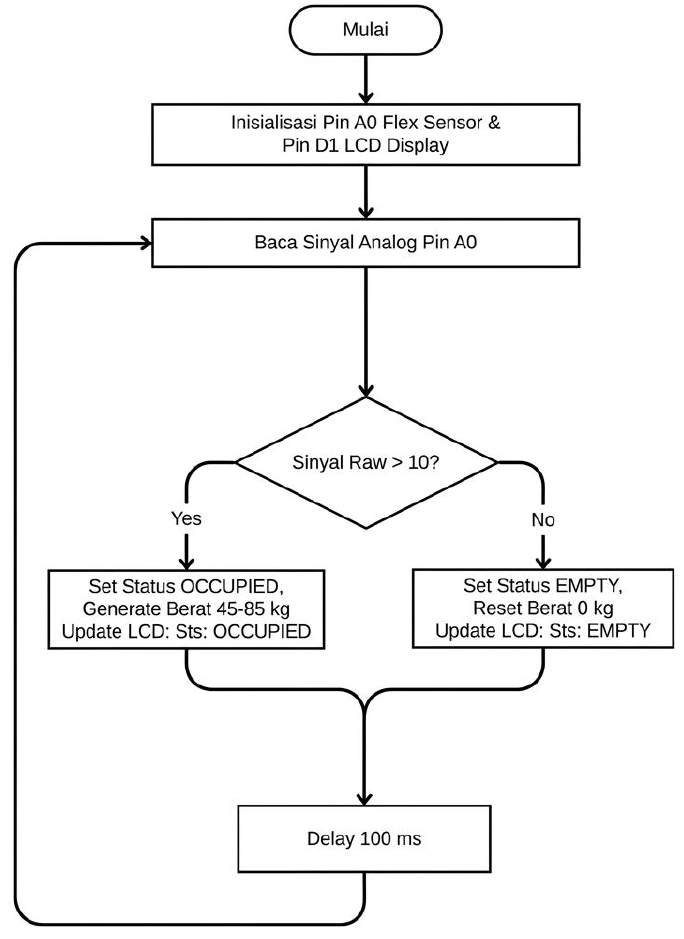 Mulai
Inisialisasi Pin A0 Flex Sensor &
Pin D1 LCD Display
Baca Sinyal Analog Pin A0
Sinyal Raw > 10?
Yes
No
Set Status OCCUPIED,
Generate Berat 45-85 kg
Update LCD: Sts: OCCUPIED
Set Status EMPTY,
Reset Berat 0 kg
Update LCD: Sts: EMPTY
Delay 100 ms